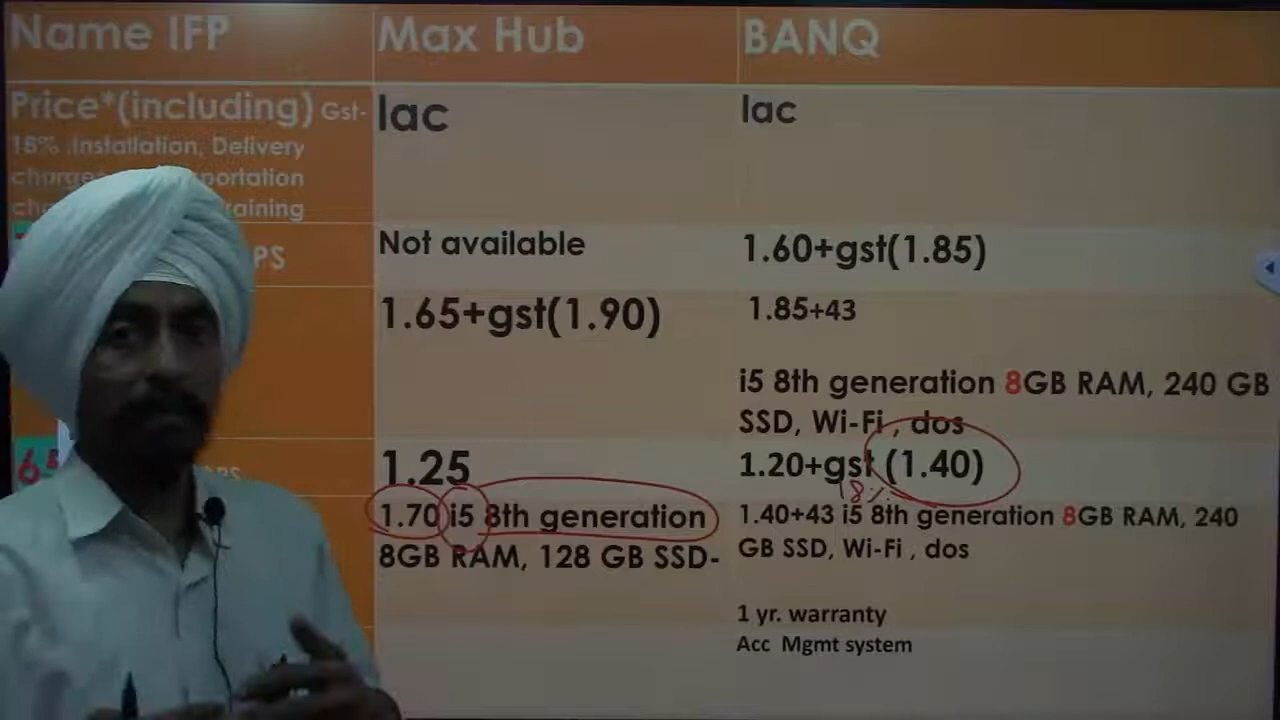 Name IFP
Max Hub
BANQ
Price*(including) Gst-
18% .Installation, Delivery
lac
lac
PS
Not available
1.60+gst(1.85)
1.65+gst(1.90)
1.85+43
i5 8th generation 8GB RAM, 240 GB
SSD, Wi-Fi , dos
1.25
1.20+gst (1.40)
18%
1.70 i5 8th generation
8GB RAM, 128 GB SSD-
1.40+43 i5 8th generation 8GB RAM, 240
GB SSD, Wi-Fi , dos
1 yr. warranty
Acc Mgmt system